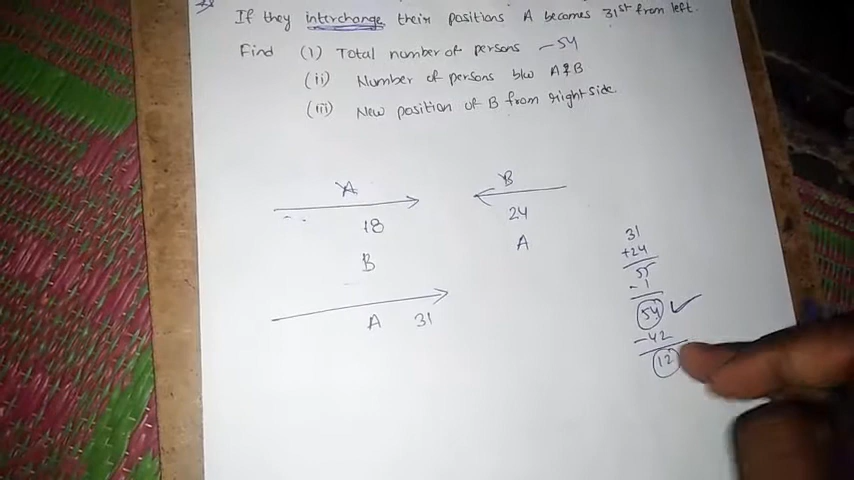 If they interchange their positions A becomes 31st from left.
Find (1) Total number of persons - 54
(ii) Number of persons b/w A & B
(iii) New position of B from right side.
A
B
18
24
B
A
A 31
31
+24
55
-1
54 ✓
-42
12